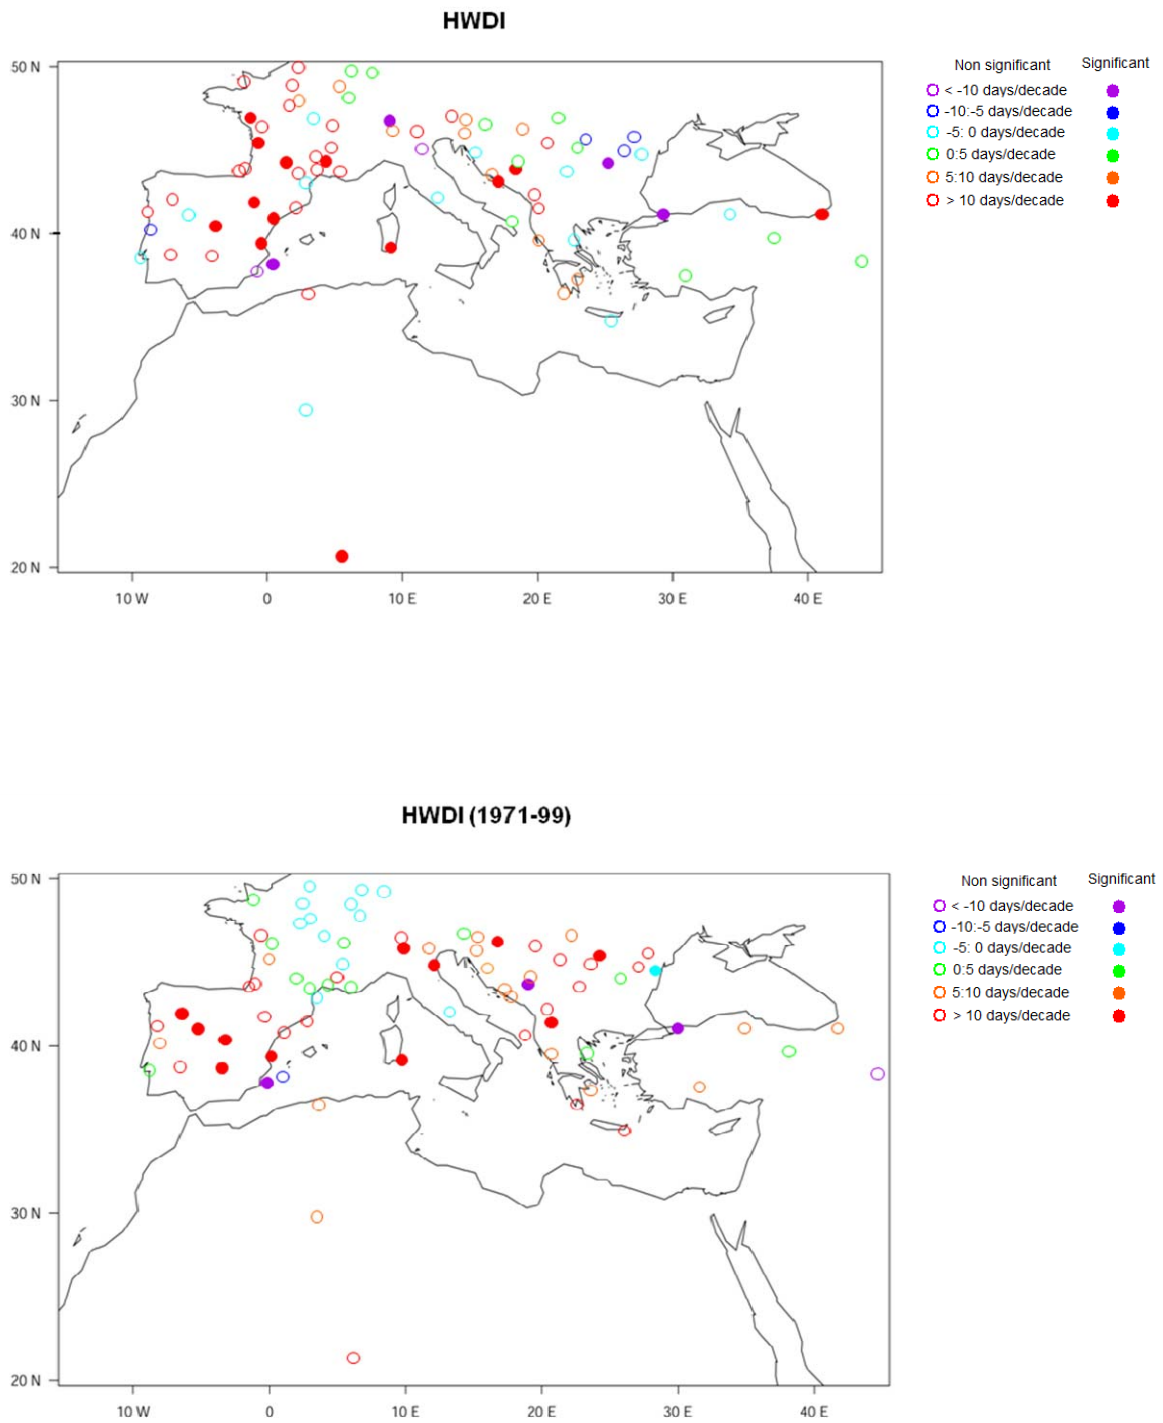 HWDI
50 N
40 N
30 N
20 N
10 W 0 10 E 20 E 30 E 40 E
Non significant Significant
< -10 days/decade
-10:-5 days/decade
-5: 0 days/decade
0:5 days/decade
5:10 days/decade
> 10 days/decade
HWDI (1971-99)
50 N
40 N
30 N
20 N
10 W 0 10 E 20 E 30 E 40 E
Non significant Significant
< -10 days/decade
-10:-5 days/decade
-5: 0 days/decade
0:5 days/decade
5:10 days/decade
> 10 days/decade